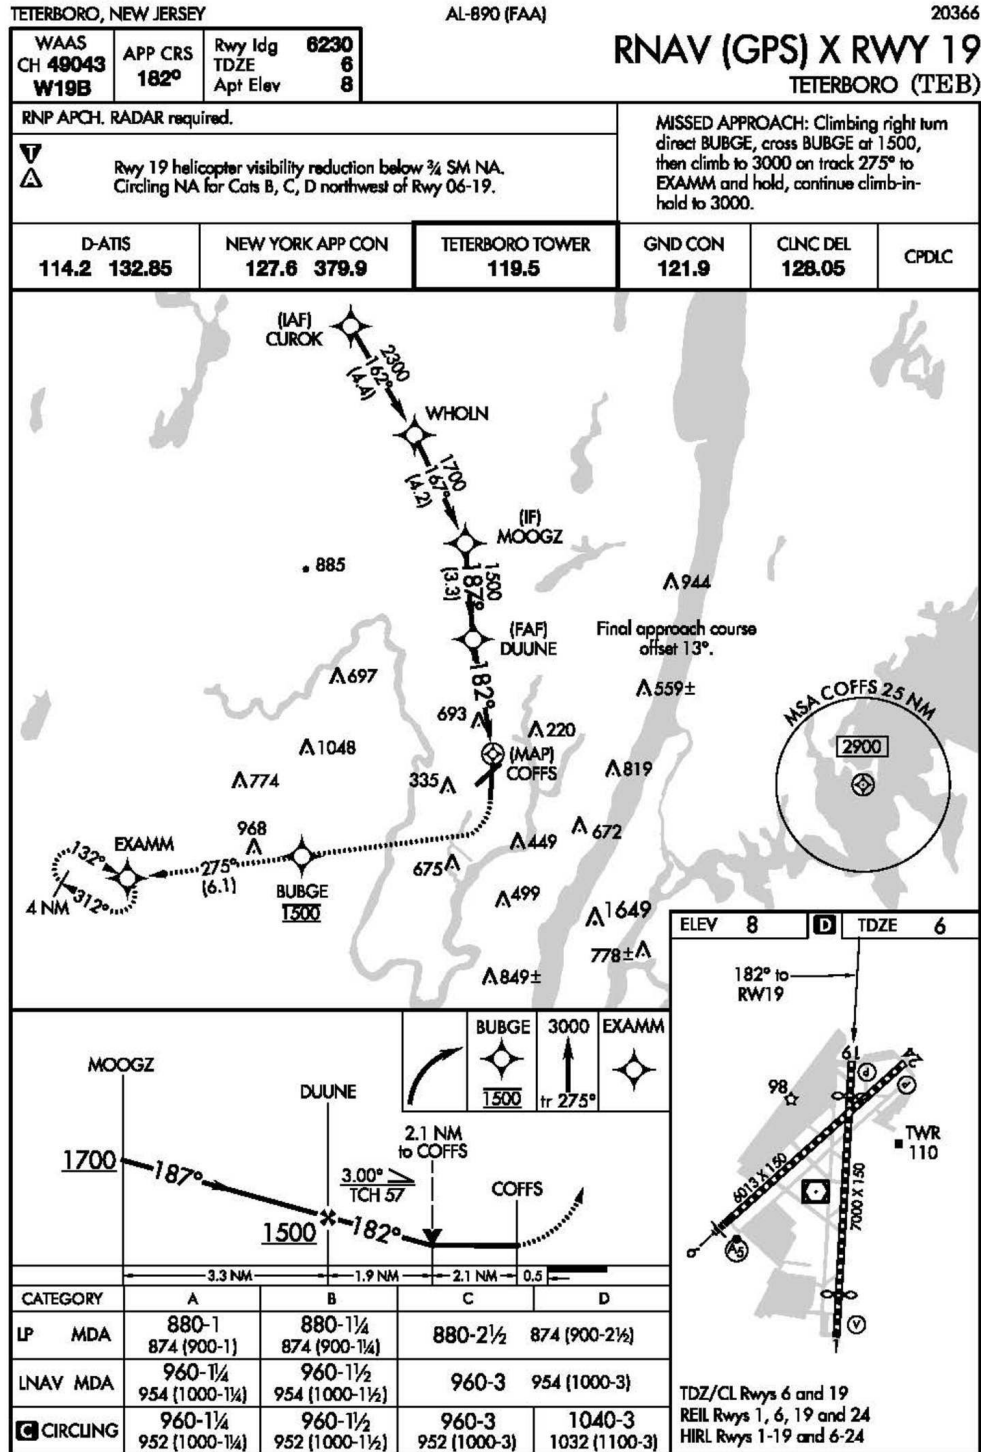 TETERBORO, NEW JERSEY
AL-890 (FAA)
20366
WAAS
CH 49043
W19B
APP CRS
182°
Rwy ldg 6230
TDZE 6
Apt Elev 8
RNAV (GPS) X RWY 19
TETERBORO (TEB)
RNP APCH. RADAR required.
T
A
Rwy 19 helicopter visibility reduction below ¾ SM NA.
Circling NA for Cats B, C, D northwest of Rwy 06-19.
MISSED APPROACH: Climbing right turn
direct BUBGE, cross BUBGE at 1500,
then climb to 3000 on track 275° to
EXAMM and hold, continue climb-in-
hold to 3000.
D-ATIS
114.2 132.85
NEW YORK APP CON
127.6 379.9
TETERBORO TOWER
119.5
GND CON
121.9
CLNC DEL
128.05
CPDLC
(IAF)
CUROK
2300
162°
(4.4)
WHOLN
1700
167°
(4.2)
(IF)
MOOGZ
885
1500
187°
(3.3)
944
(FAF)
DUUNE
Final approach course
offset 13°.
182°
697
559±
MSA COFFS 25 NM
2900
693
220
1048
(MAP)
COFFS
819
774
335
968
EXAMM
672
449
132°
275°
(6.1)
675
312°
4 NM
BUBGE
1500
499
1649
778±
849±
ELEV 8
D
TDZE 6
182° to
RW19
19
24
P
A
98
TWR
110
6013 X 150
7000 X 150
6
A5
V
1
TDZ/CL Rwys 6 and 19
REIL Rwys 1, 6, 19 and 24
HIRL Rwys 1-19 and 6-24
BUBGE
1500
3000
tr 275°
EXAMM
MOOGZ
DUUNE
2.1 NM
to COFFS
1700
187°
3.00°
TCH 57
COFFS
1500
182°
3.3 NM
1.9 NM
2.1 NM
0.5
CATEGORY A B C D
LP MDA
880-1
874 (900-1)
880-1¼
874 (900-1¼)
880-2½ 874 (900-2½)
LNAV MDA
960-1¼
954 (1000-1¼)
960-1½
954 (1000-1½)
960-3 954 (1000-3)
C CIRCLING
960-1¼
952 (1000-1¼)
960-1½
952 (1000-1½)
960-3
952 (1000-3)
1040-3
1032 (1100-3)